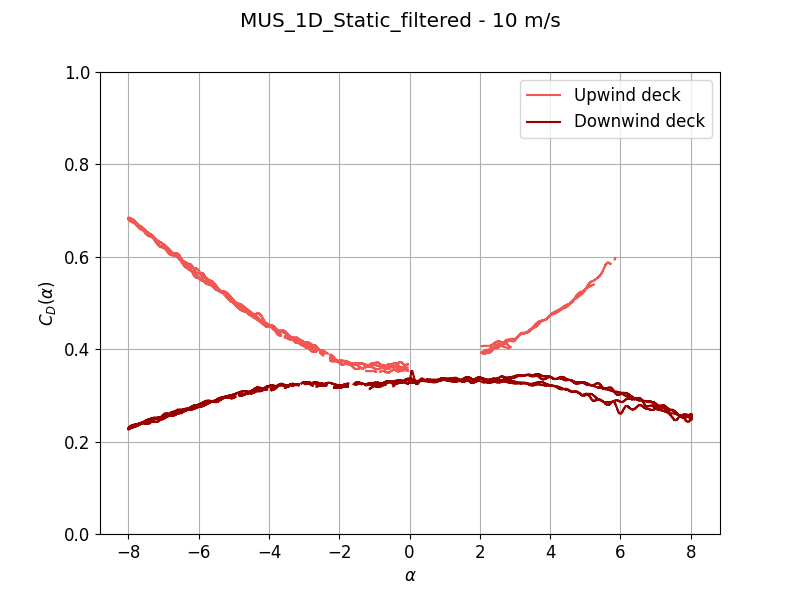 MUS_1D_Static_filtered - 10 m/s
Upwind deck
Downwind deck
1.0
0.8
0.6
0.4
0.2
0.0
C_D(α)
−8 −6 −4 −2 0 2 4 6 8
α